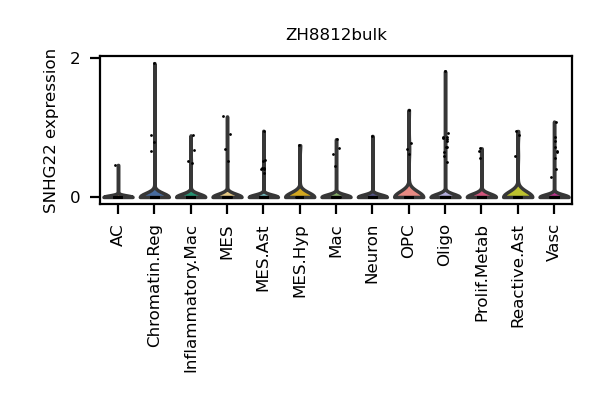 ZH8812bulk
SNHG22 expression
2
0
AC
Chromatin.Reg
Inflammatory.Mac
MES
MES.Ast
MES.Hyp
Mac
Neuron
OPC
Oligo
Prolif.Metab
Reactive.Ast
Vasc